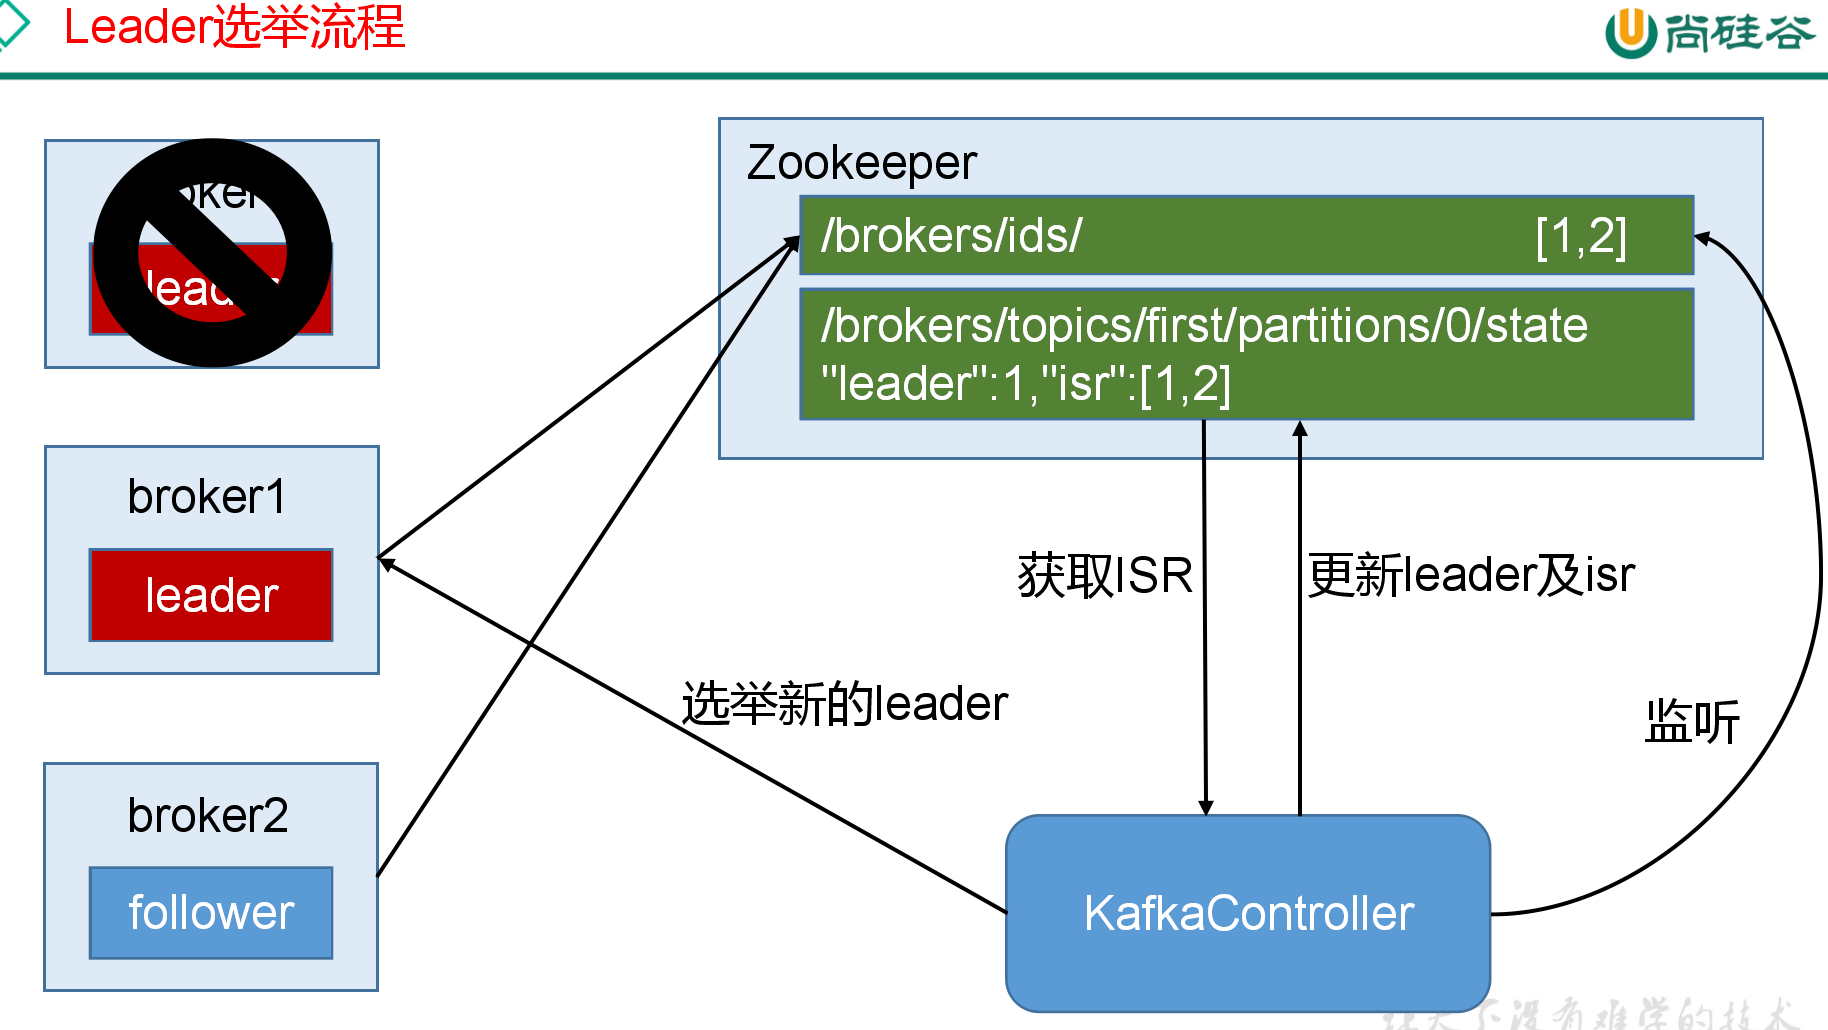 Leader选举流程
尚硅谷
leader
broker1
leader
broker2
follower
Zookeeper
/brokers/ids/ [1,2]
/brokers/topics/first/partitions/0/state
"leader":1,"isr":[1,2]
获取ISR
更新leader及isr
选举新的leader
监听
KafkaController
让天下没有难学的技术